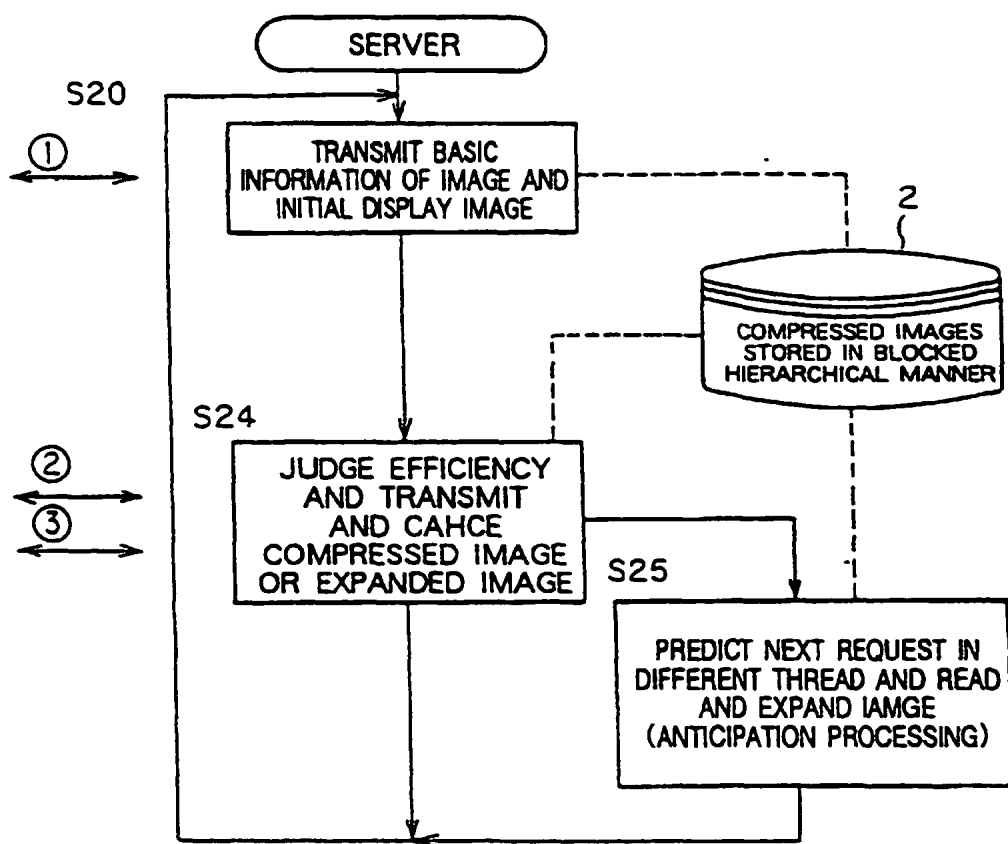 SERVER
S20
①
TRANSMIT BASIC
INFORMATION OF IMAGE AND
INITIAL DISPLAY IMAGE
2
COMPRESSED IMAGES
STORED IN BLOCKED
HIERARCHICAL MANNER
S24
②
③
JUDGE EFFICIENCY
AND TRANSMIT
AND CAHCE
COMPRESSED IMAGE
OR EXPANDED IMAGE
S25
PREDICT NEXT REQUEST IN
DIFFERENT THREAD AND READ
AND EXPAND IAMGE
(ANTICIPATION PROCESSING)